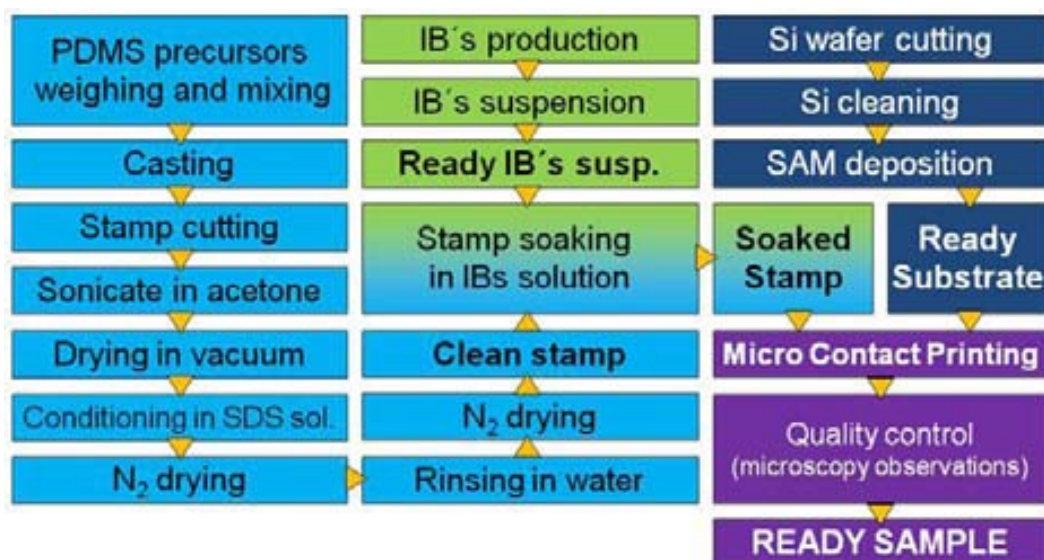 PDMS precursors
weighing and mixing
Casting
Stamp cutting
Sonicate in acetone
Drying in vacuum
Conditioning in SDS sol.
N₂ drying
IB´s production
IB´s suspension
Ready IB´s susp.
Stamp soaking
in IBs solution
Clean stamp
N₂ drying
Rinsing in water
Si wafer cutting
Si cleaning
SAM deposition
Soaked
Stamp
Ready
Substrate
Micro Contact Printing
Quality control
(microscopy observations)
READY SAMPLE